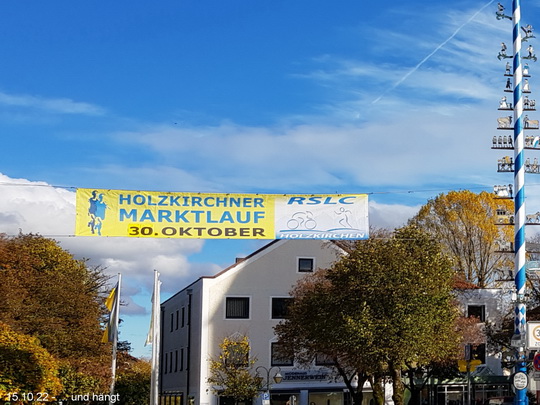 HOLZKIRCHNER
MARKTLAUF
30.OKTOBER
RSLC
HOLZKIRCHEN
15.10.22 - ... und hängt